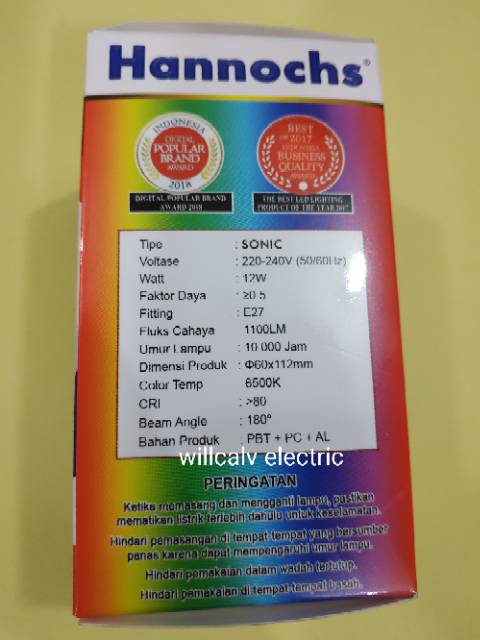 Hannochs®
INDONESIA
DIGITAL
POPULAR
BRAND
AWARD
2018
DIGITAL POPULAR BRAND
AWARD 2018
BEST
OF 2017
INDONESIA
BUSINESS
QUALITY
AWARD
THE BEST LED LIGHTING
PRODUCT OF THE YEAR 2017
Tipe : SONIC
Voltase : 220-240V (50/60Hz)
Watt : 12W
Faktor Daya : ≥0.5
Fitting : E27
Fluks Cahaya 1100LM
Umur Lampu : 10.000 Jam
Dimensi Produk : Φ60x112mm
Color Temp 6500K
CRI : >80
Beam Angle : 180°
Bahan Produk : PBT + PC + AL
willcalv electric
PERINGATAN
Ketika memasang dan mengganti lampu, pastikan
mematikan listrik terlebih dahulu untuk keselamatan.
Hindari pemasangan di tempat tempat yang bersumber
panas karena dapat mempengaruhi umur lampu.
Hindari pemakaian dalam wadah tertutup.
Hindari pemakaian di tempat tempat basah.